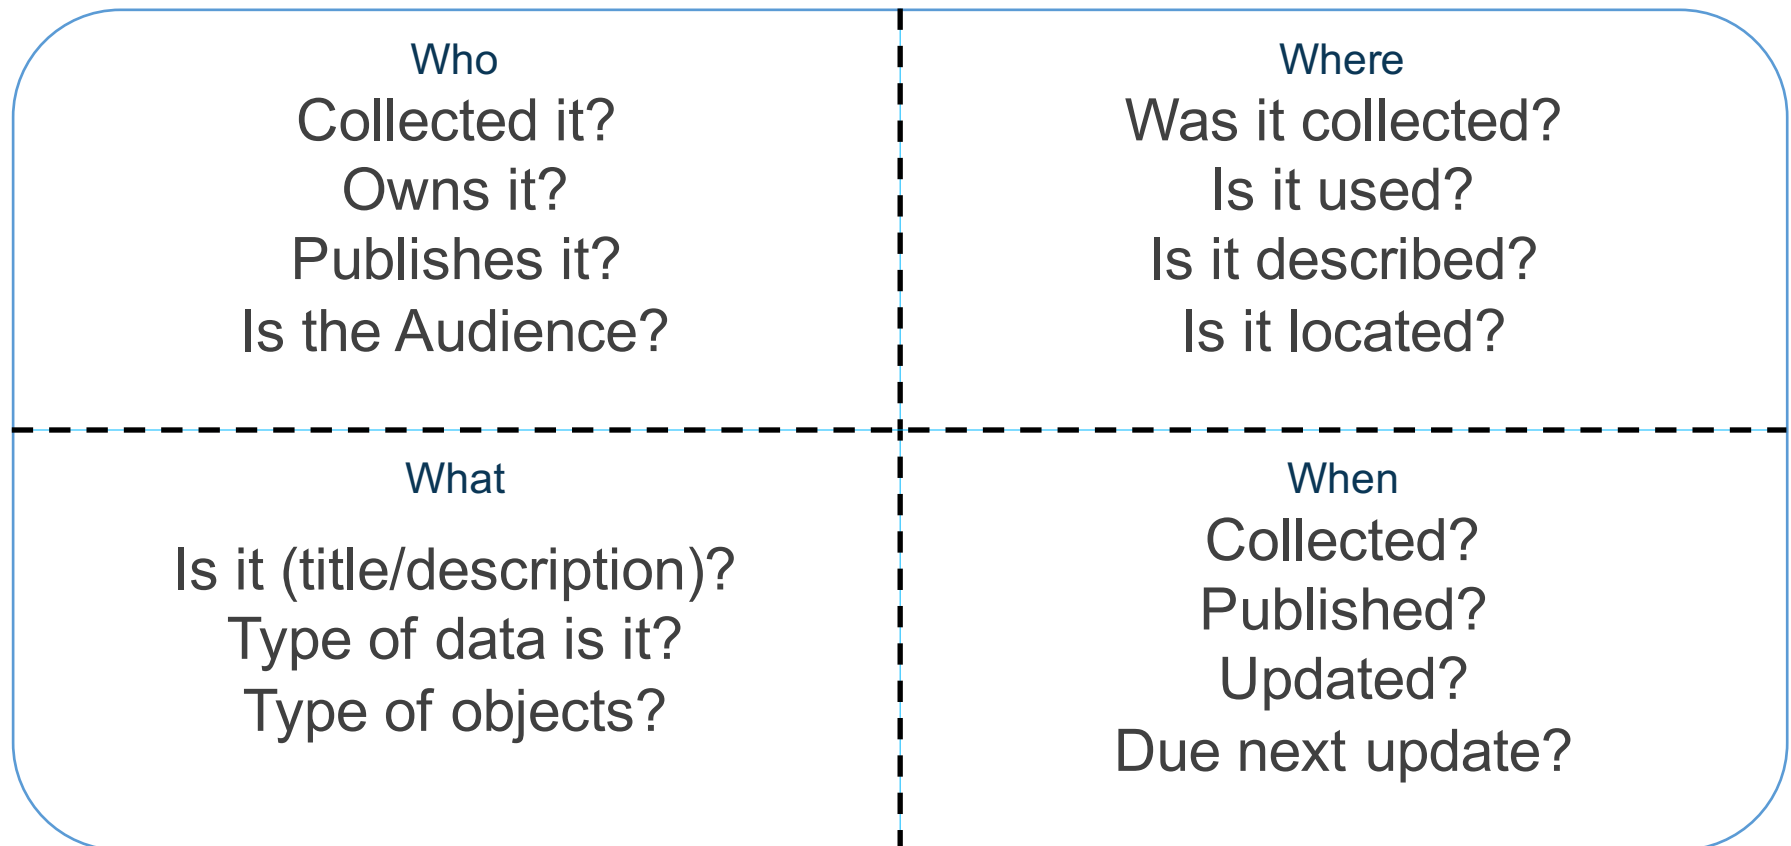 Who
Collected it?
Owns it?
Publishes it?
Is the Audience?
Where
Was it collected?
Is it used?
Is it described?
Is it located?
What
Is it (title/description)?
Type of data is it?
Type of objects?
When
Collected?
Published?
Updated?
Due next update?